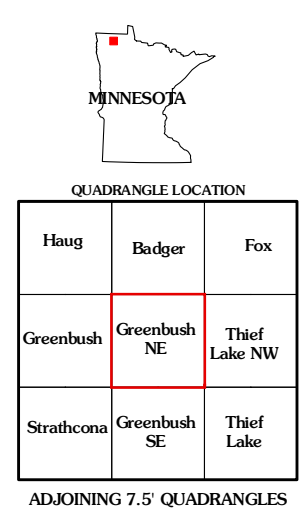 MINNESOTA
QUADRANGLE LOCATION
Haug
Badger
Fox
Greenbush
Greenbush
NE
Thief
Lake NW
Strathcona
Greenbush
SE
Thief
Lake
ADJOINING 7.5' QUADRANGLES